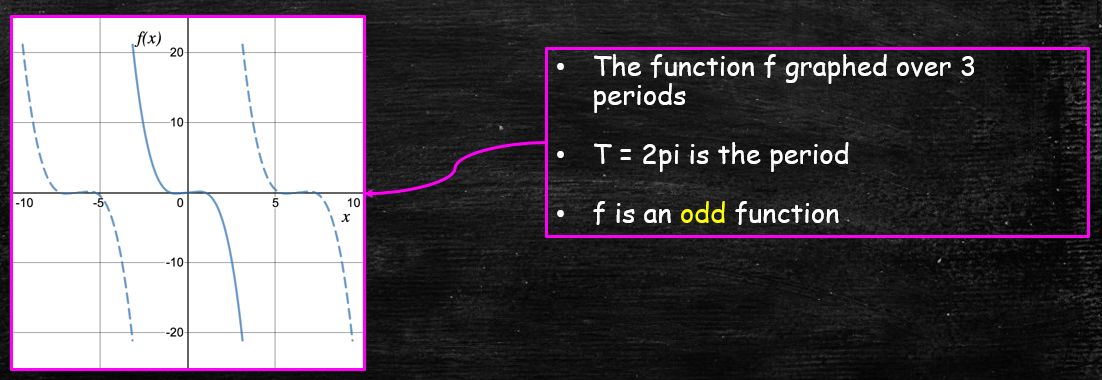 f(x)
20
10
-10
-5
0
5
10
x
-10
-20
• The function f graphed over 3
periods
• T = 2pi is the period
• f is an odd function